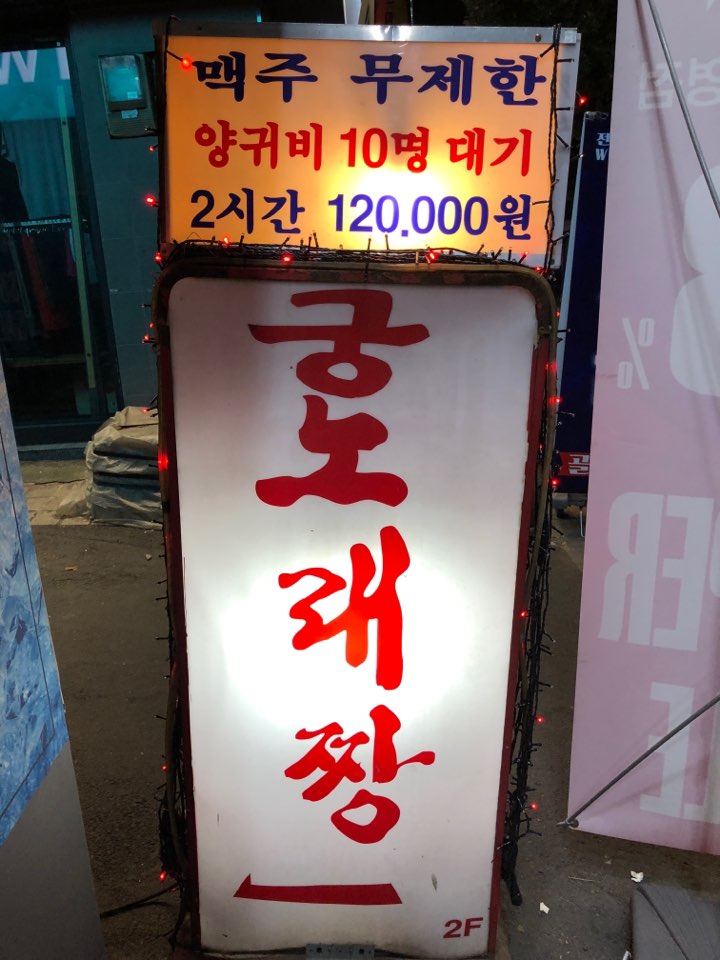 맥주 무제한
양귀비 10명 대기
2시간 120.000원
궁
노
래
짱
2F
%